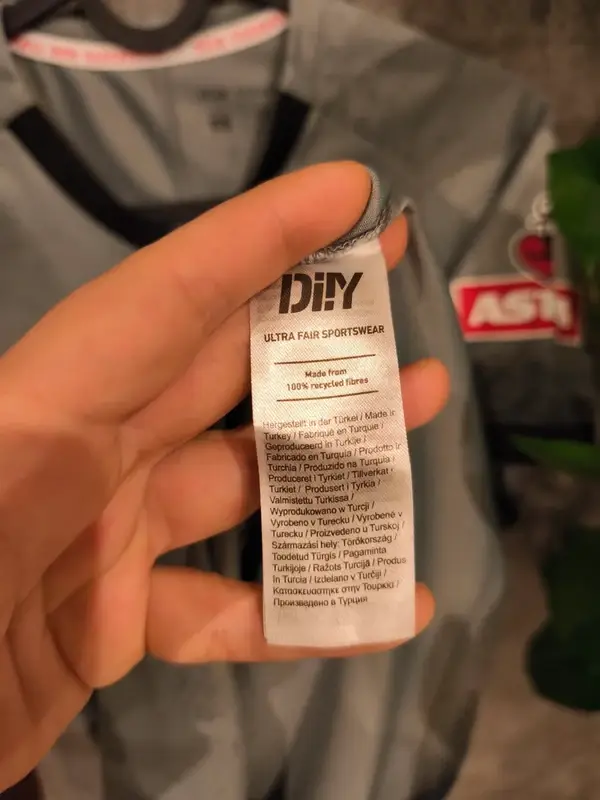 Di!Y
ULTRA FAIR SPORTSWEAR
Made from
100% recycled fibres
Hergestellt in der Türkei / Made in
Turkey / Fabriqué en Turquie /
Geproduceerd in Turkije /
Fabricado en Turquía / Prodotto in
Turchia / Produzido na Turquia /
Produceret i Tyrkiet / Tillverkat i
Turkiet / Produsert i Tyrkia /
Valmistettu Turkissa /
Wyprodukowano w Turcji /
Vyrobeno v Turecku / Vyrobené v
Turecku / Proizvedeno u Turskoj /
Származási hely: Törökország /
Toodetud Türgis / Pagaminta
Turkijoje / Ražots Turcijā / Produs
în Turcia / Izdelano v Turčiji /
Κατασκευάστηκε στην Τουρκία /
Произведено в Турции